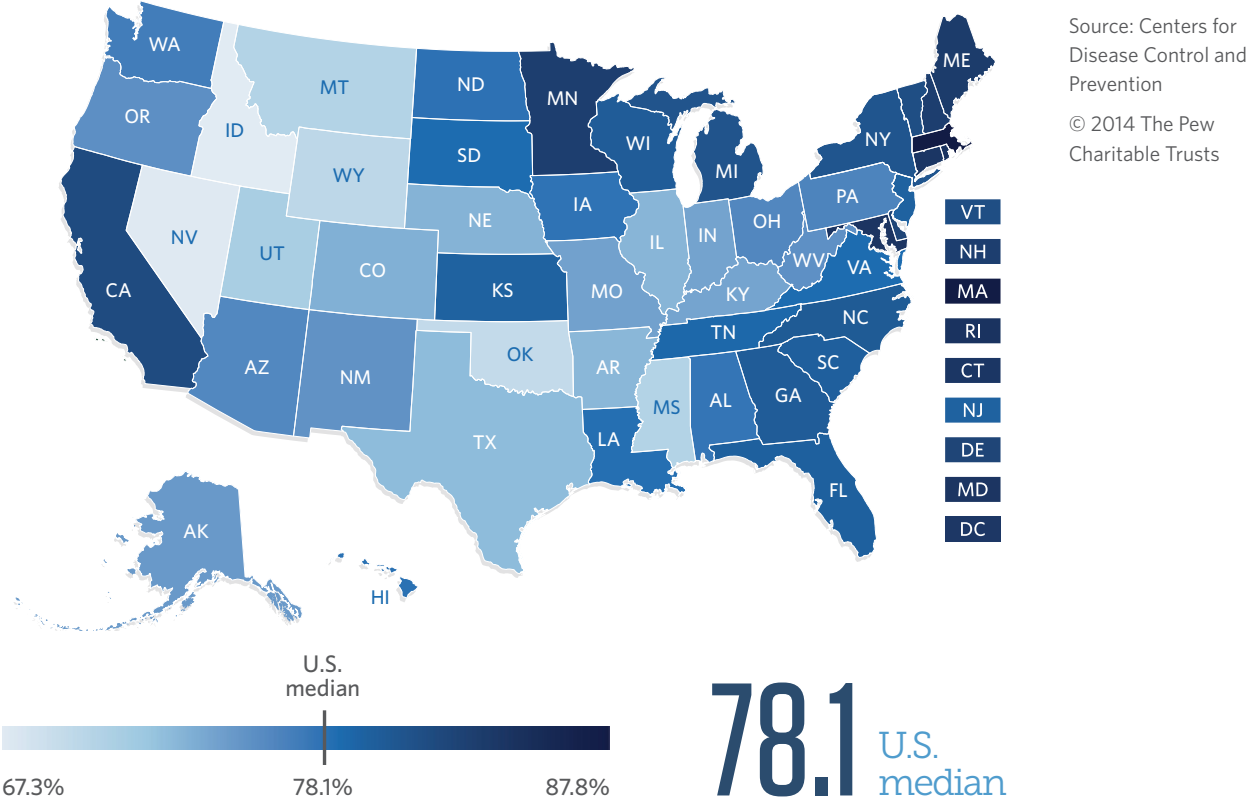 Source: Centers for
Disease Control and
Prevention
© 2014 The Pew
Charitable Trusts
WA
OR
ID
MT
WY
ND
SD
NE
MN
WI
MI
IA
NY
ME
PA
CA
NV
UT
CO
KS
MO
IL
IN
OH
WV
VA
KY
AZ
NM
OK
TX
AR
LA
TN
NC
SC
MS
AL
GA
FL
AK
HI
VT
NH
MA
RI
CT
NJ
DE
MD
DC
U.S.
median
67.3%
78.1%
87.8%
78.1
U.S.
median